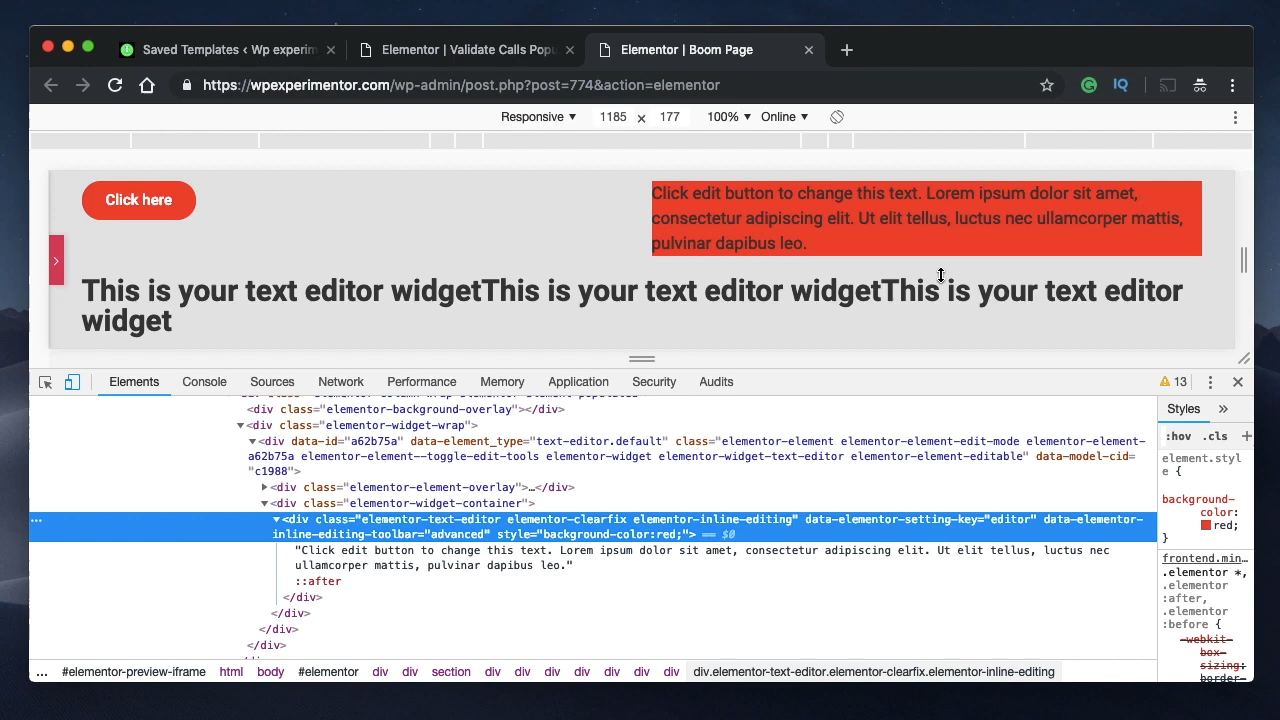 Saved Templates ‹ Wp experim
Elementor | Validate Calls Popu
Elementor | Boom Page
https://wpexperimentor.com/wp-admin/post.php?post=774&action=elementor
IQ
Responsive ▼ 1185 x 177 100% ▼ Online ▼
Click here
Click edit button to change this text. Lorem ipsum dolor sit amet,
consectetur adipiscing elit. Ut elit tellus, luctus nec ullamcorper mattis,
pulvinar dapibus leo.
This is your text editor widgetThis is your text editor widgetThis is your text editor
widget
Elements Console Sources Network Performance Memory Application Security Audits 13
<div class="elementor-background-overlay"></div>
▼<div class="elementor-widget-wrap">
▼<div data-id="a62b75a" data-element_type="text-editor.default" class="elementor-element elementor-element-edit-mode elementor-element-
a62b75a elementor-element--toggle-edit-tools elementor-widget elementor-widget-text-editor elementor-element-editable" data-model-cid=
"c1988">
▶<div class="elementor-element-overlay">…</div>
▼<div class="elementor-widget-container">
▼<div class="elementor-text-editor elementor-clearfix elementor-inline-editing" data-elementor-setting-key="editor" data-elementor-
inline-editing-toolbar="advanced" style="background-color:red;"> == $0
"Click edit button to change this text. Lorem ipsum dolor sit amet, consectetur adipiscing elit. Ut elit tellus, luctus nec
ullamcorper mattis, pulvinar dapibus leo."
::after
</div>
</div>
</div>
</div>
Styles »
:hov .cls +
element.styl
e {
background-
color:
red;
}
frontend.min…
.elementor *,
.elementor
:after,
.elementor
:before {
-webkit-
box-
sizing:
border-
… #elementor-preview-iframe html body #elementor div div section div div div div div div div div.elementor-text-editor.elementor-clearfix.elementor-inline-editing